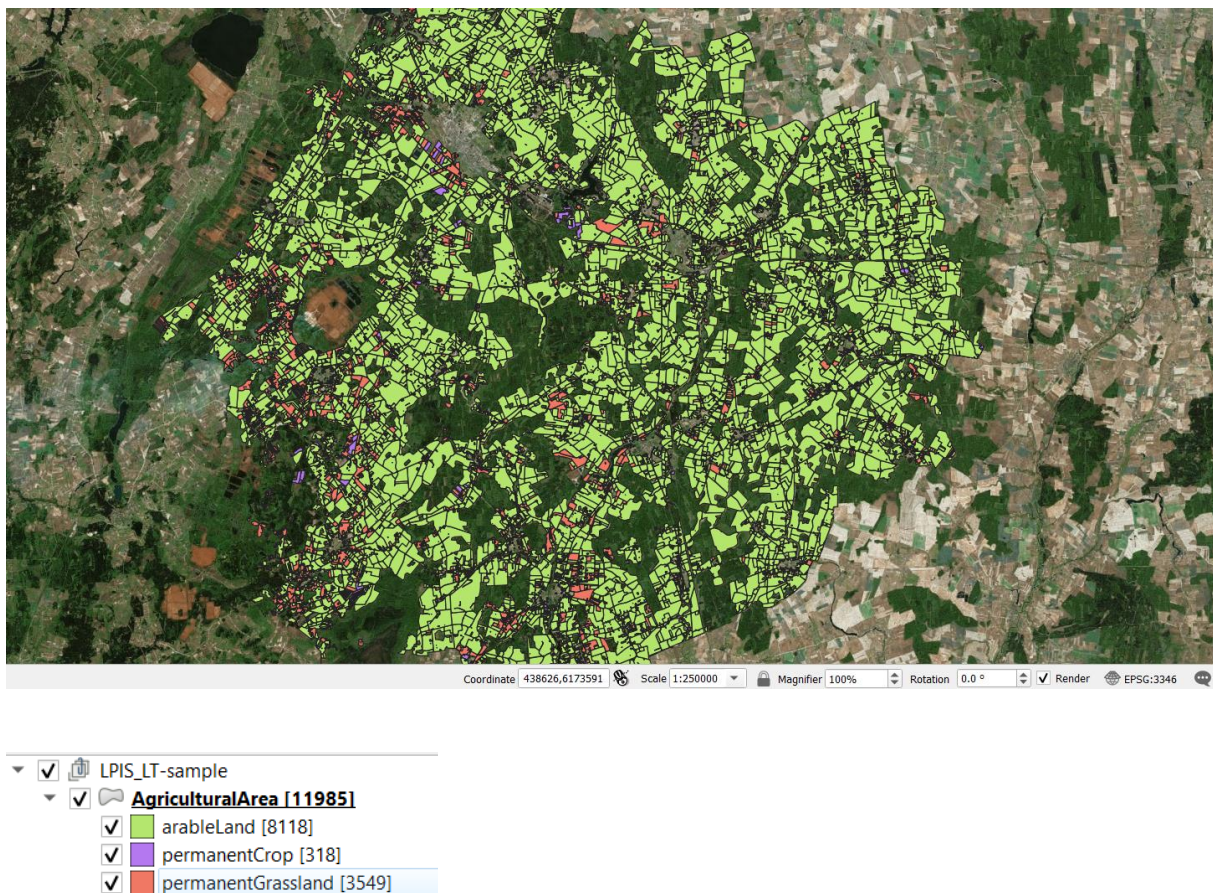 Coordinate 438626,6173591 Scale 1:250000 Magnifier 100% Rotation 0.0 ° Render EPSG:3346
LPIS_LT-sample
AgriculturalArea [11985]
arableLand [8118]
permanentCrop [318]
permanentGrassland [3549]